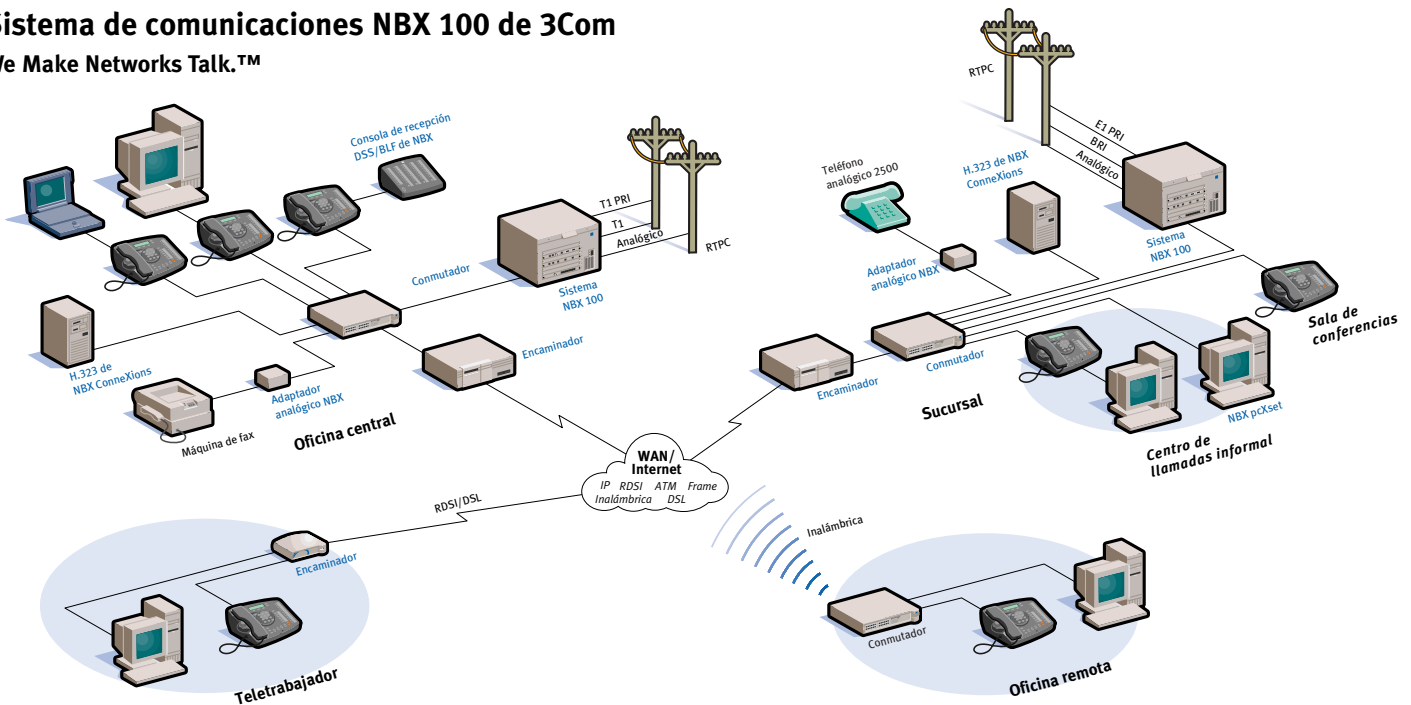 Sistema de comunicaciones NBX 100 de 3Com
We Make Networks Talk.™
Consola de recepción
DSS/BLF de NBX
T1 PRI
T1
Analógico
RTPC
Conmutador
Sistema
NBX 100
H.323 de
NBX ConneXions
Adaptador
analógico NBX
Máquina de fax
Encaminador
Oficina central
RTPC
E1 PRI
BRI
Analógico
Teléfono
analógico 2500
H.323 de NBX
ConneXions
Adaptador
analógico NBX
Sistema
NBX 100
Sala de
conferencias
Conmutador
Encaminador
Sucursal
NBX pcXset
Centro de
llamadas informal
WAN/
Internet
IP RDSI ATM Frame
Inalámbrica DSL
RDSI/DSL
Encaminador
Teletrabajador
Inalámbrica
Conmutador
Oficina remota